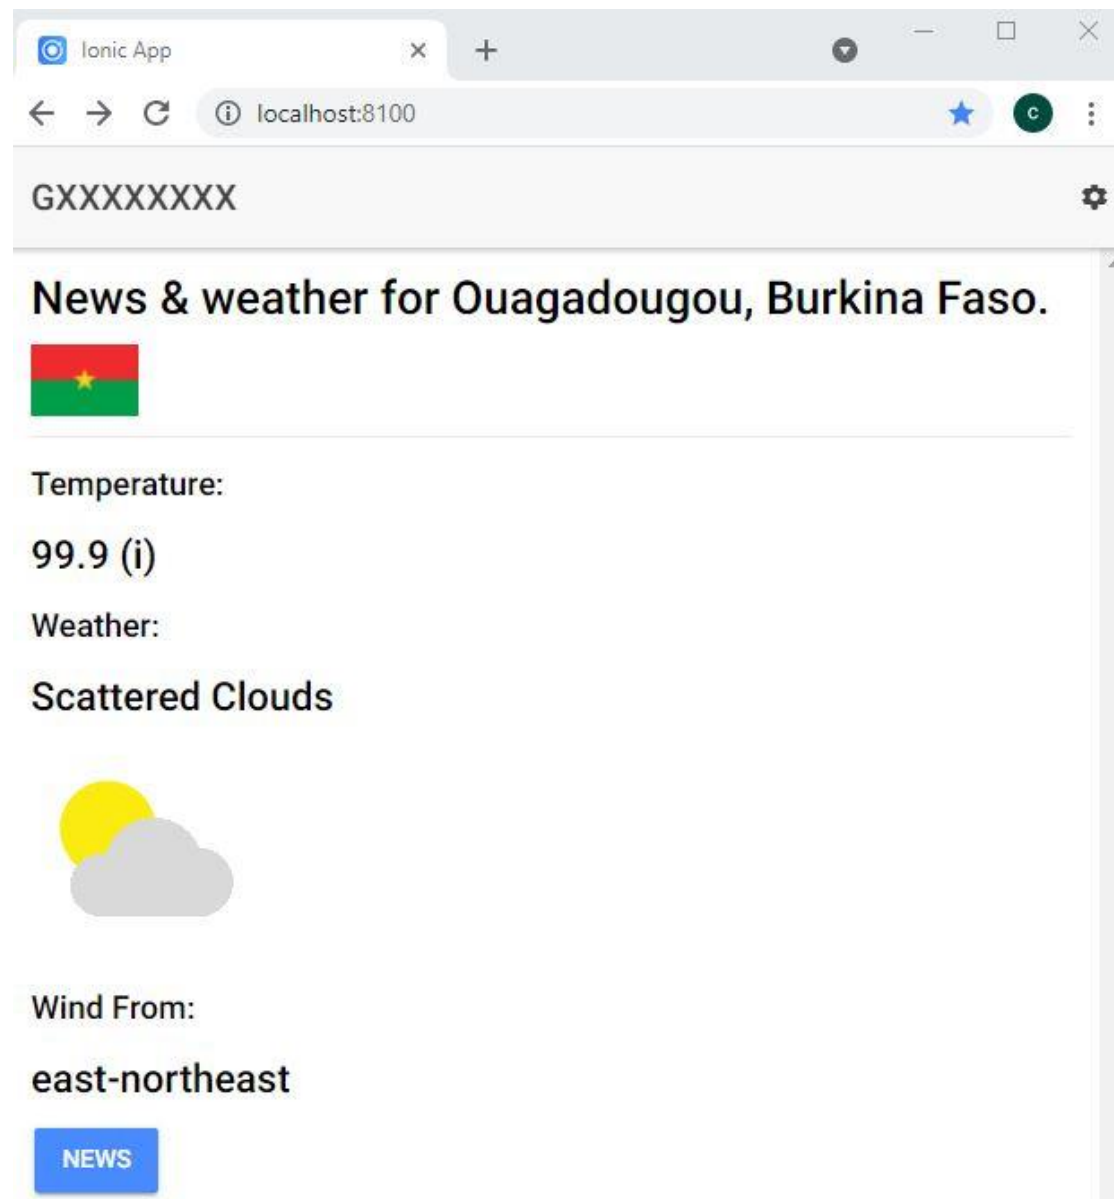 Ionic App
localhost:8100
C
GXXXXXXXX
News & weather for Ouagadougou, Burkina Faso.
Temperature:
99.9 (i)
Weather:
Scattered Clouds
Wind From:
east-northeast
NEWS